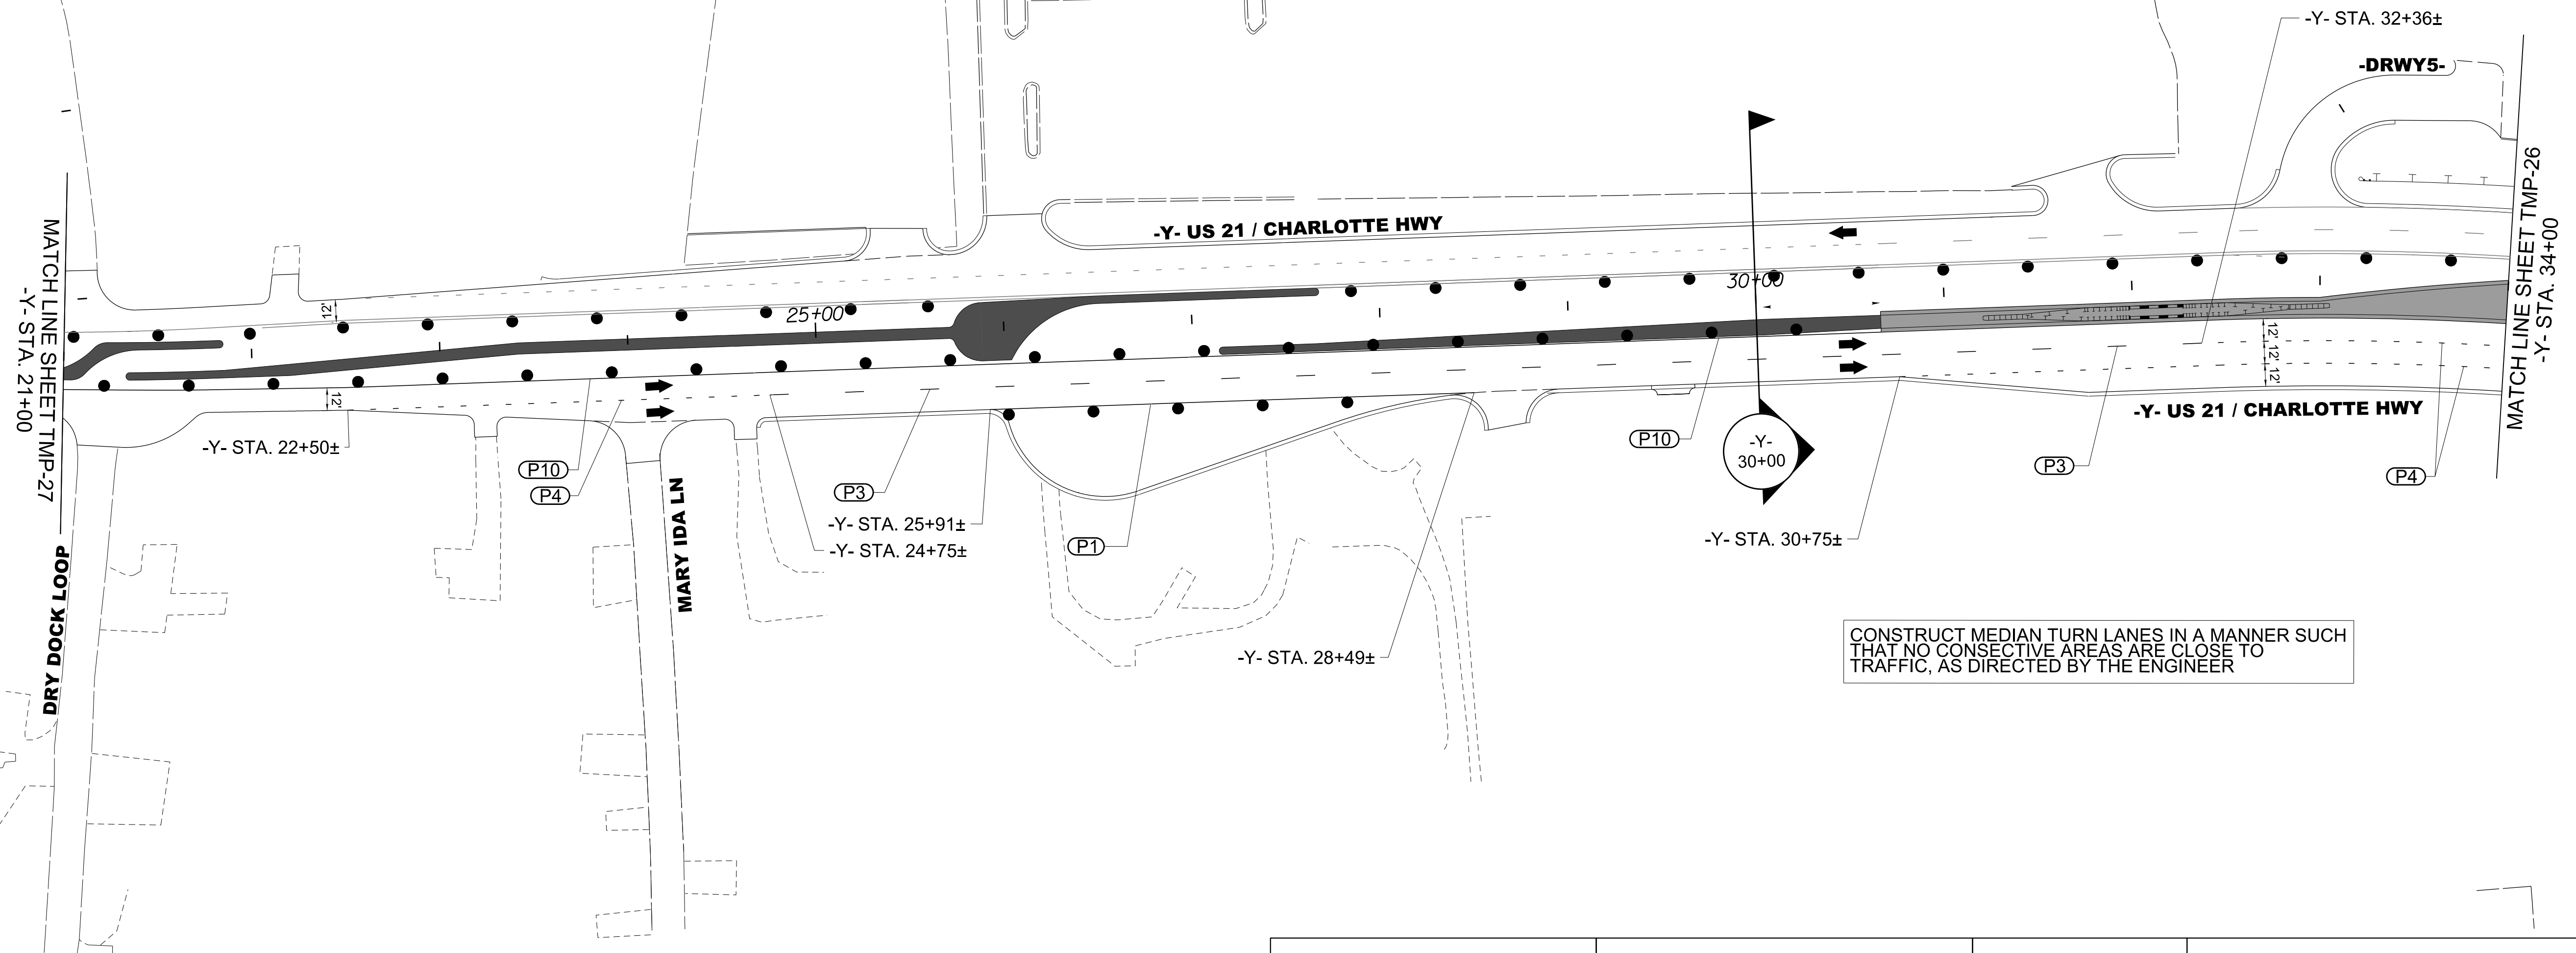 -Y- STA. 32+36±
-DRWY5-
MATCH LINE SHEET TMP-26
-Y- STA. 34+00
MATCH LINE SHEET TMP-27
-Y- STA. 21+00
-Y- US 21 / CHARLOTTE HWY
12'
25+00
30+00
12'
12'
12'
12'
12'
-Y- US 21 / CHARLOTTE HWY
-Y- STA. 22+50±
P10
P4
P3
-Y- STA. 25+91±
-Y- STA. 24+75±
P1
P10
-Y-
30+00
P3
P4
-Y- STA. 30+75±
MARY IDA LN
DRY DOCK LOOP
-Y- STA. 28+49±
CONSTRUCT MEDIAN TURN LANES IN A MANNER SUCH
THAT NO CONSECTIVE AREAS ARE CLOSE TO
TRAFFIC, AS DIRECTED BY THE ENGINEER